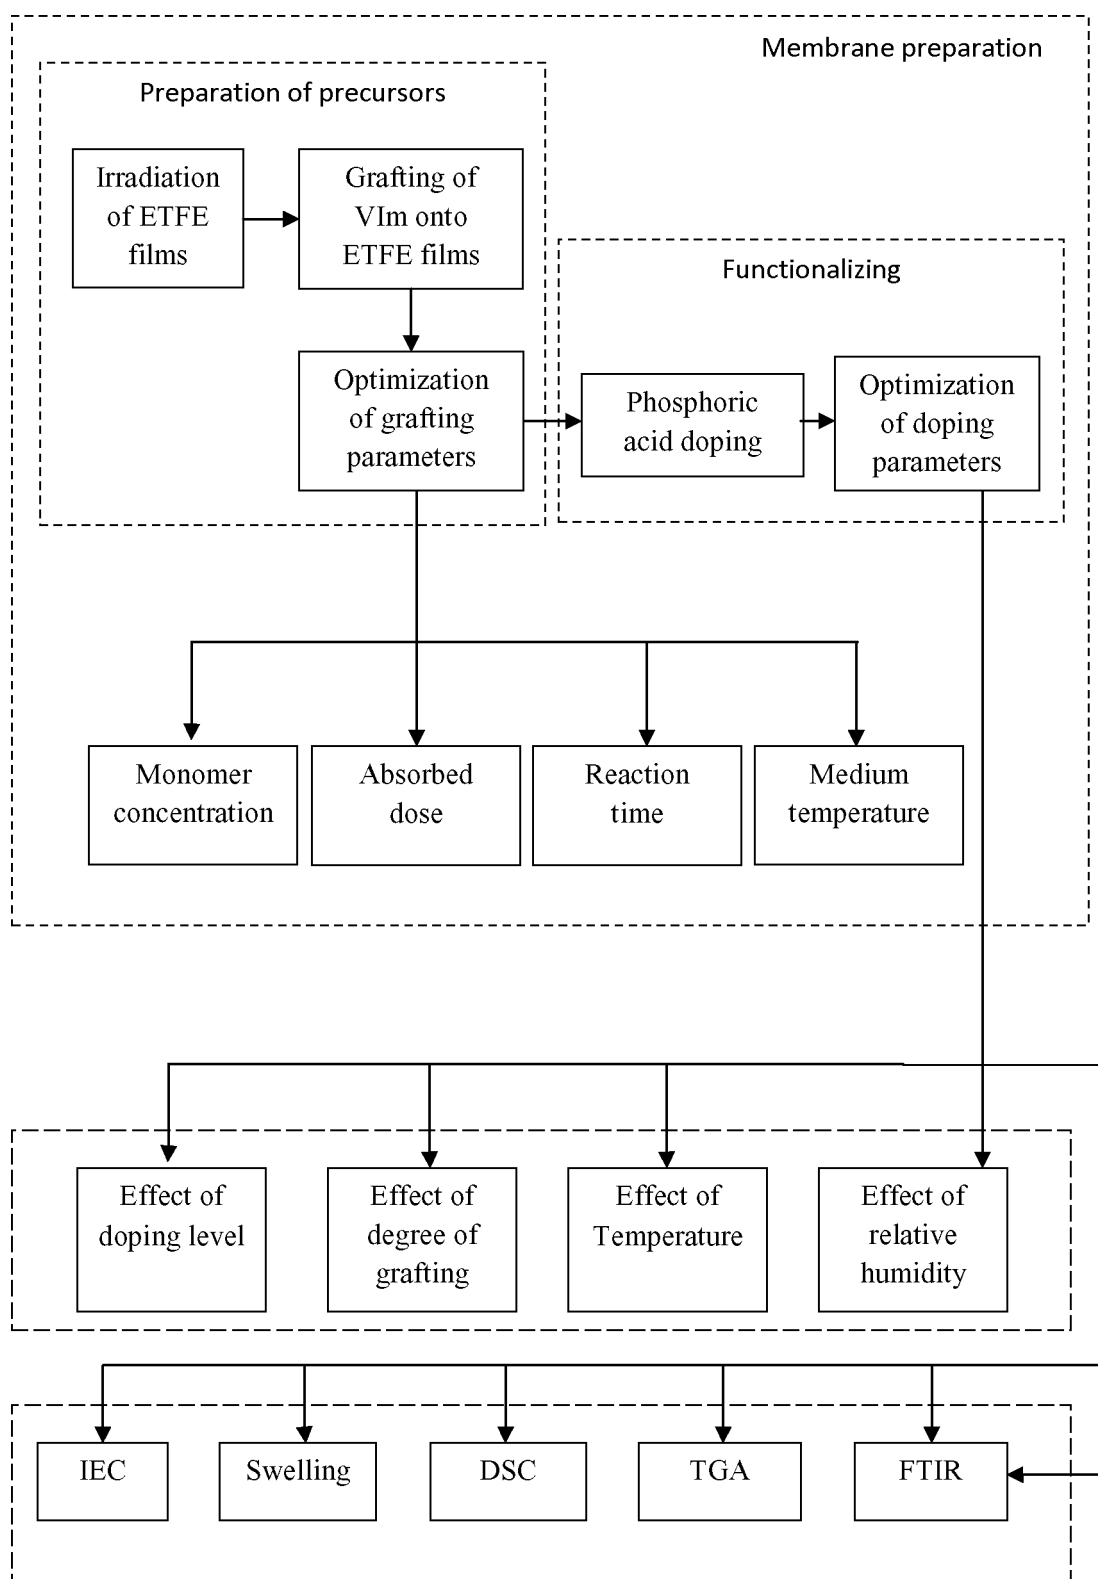 Membrane preparation
Preparation of precursors
Irradiation
of ETFE
films
Grafting of
VIm onto
ETFE films
Optimization
of grafting
parameters
Functionalizing
Phosphoric
acid doping
Optimization
of doping
parameters
Monomer
concentration
Absorbed
dose
Reaction
time
Medium
temperature
Effect of
doping level
Effect of
degree of
grafting
Effect of
Temperature
Effect of
relative
humidity
IEC
Swelling
DSC
TGA
FTIR